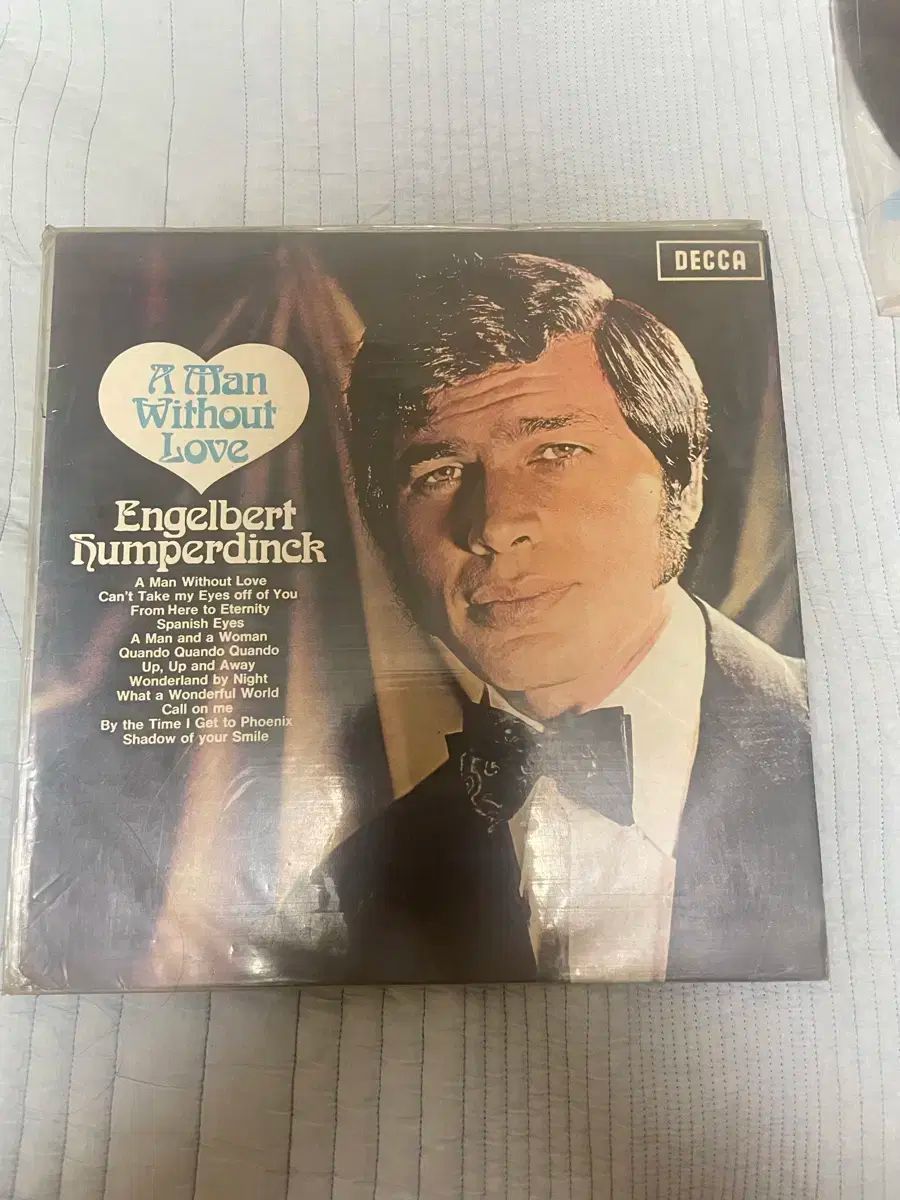 DECCA
A Man
Without
Love
Engelbert
Humperdinck
A Man Without Love
Can't Take my Eyes off of You
From Here to Eternity
Spanish Eyes
A Man and a Woman
Quando Quando Quando
Up, Up and Away
Wonderland by Night
What a Wonderful World
Call on me
By the Time I Get to Phoenix
Shadow of your Smile